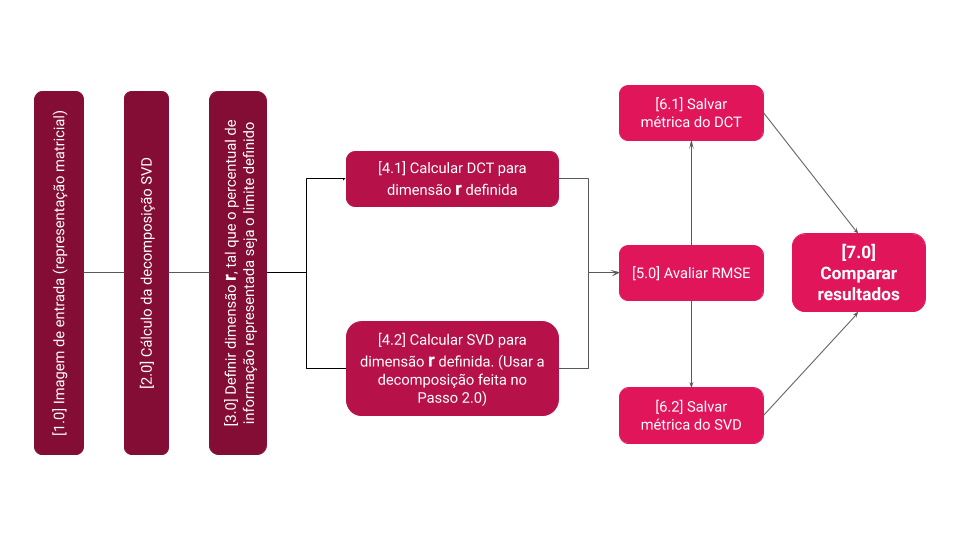 [1.0] Imagem de entrada (representação matricial)
[2.0] Cálculo da decomposição SVD
[3.0] Definir dimensão r, tal que o percentual de
informação representada seja o limite definido
[4.1] Calcular DCT para
dimensão r definida
[4.2] Calcular SVD para
dimensão r definida. (Usar a
decomposição feita no
Passo 2.0)
[5.0] Avaliar RMSE
[6.1] Salvar
métrica do DCT
[6.2] Salvar
métrica do SVD
[7.0]
Comparar
resultados